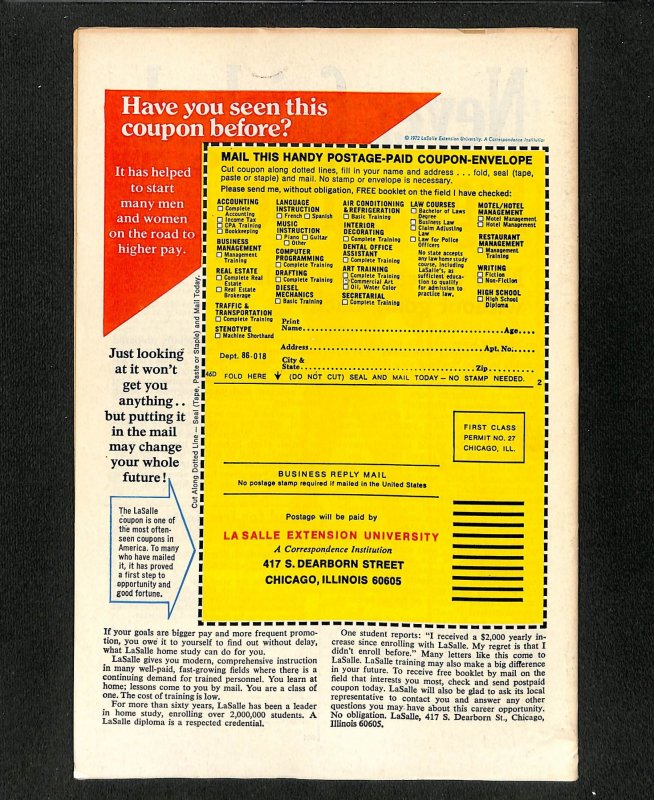 Have you seen this
coupon before?
© 1972 LaSalle Extension University. A Correspondence Institution
It has helped
to start
many men
and women
on the road to
higher pay.
MAIL THIS HANDY POSTAGE-PAID COUPON-ENVELOPE
Cut coupon along dotted lines, fill in your name and address . . . fold, seal (tape,
paste or staple) and mail. No stamp or envelope is necessary.
Please send me, without obligation, FREE booklet on the field I have checked:
ACCOUNTING
☐ Complete
Accounting
☐ Income Tax
☐ CPA Training
☐ Bookkeeping
BUSINESS
MANAGEMENT
☐ Management
Training
REAL ESTATE
☐ Complete Real
Estate
☐ Real Estate
Brokerage
TRAFFIC &
TRANSPORTATION
☐ Complete Training
STENOTYPE
☐ Machine Shorthand
LANGUAGE
INSTRUCTION
☐ French ☐ Spanish
MUSIC
INSTRUCTION
☐ Piano ☐ Guitar
☐ Other
COMPUTER
PROGRAMMING
☐ Complete Training
DRAFTING
☐ Complete Training
DIESEL
MECHANICS
☐ Basic Training
AIR CONDITIONING
& REFRIGERATION
☐ Basic Training
INTERIOR
DECORATING
☐ Complete Training
DENTAL OFFICE
ASSISTANT
☐ Complete Training
ART TRAINING
☐ Complete Training
☐ Commercial Art
☐ Oil, Water Color
SECRETARIAL
☐ Complete Training
LAW COURSES
☐ Bachelor of Laws
Degree
☐ Business Law
☐ Claim Adjusting
Law
☐ Law for Police
Officers
No state accepts
any law home study
course, including
LaSalle's, as
sufficient educa-
tion to qualify
for admission to
practice law.
MOTEL/HOTEL
MANAGEMENT
☐ Motel Management
☐ Hotel Management
RESTAURANT
MANAGEMENT
☐ Management
Training
WRITING
☐ Fiction
☐ Non-Fiction
HIGH SCHOOL
☐ High School
Diploma
Print
Name Age
Address Apt. No.
Dept. 86-018
City &
State Zip
46D FOLD HERE (DO NOT CUT) SEAL AND MAIL TODAY – NO STAMP NEEDED. 2
Cut Along Dotted Line — Seal (Tape, Paste or Staple) and Mail Today.
Just looking
at it won't
get you
anything . .
but putting it
in the mail
may change
your whole
future!
FIRST CLASS
PERMIT NO. 27
CHICAGO, ILL.
BUSINESS REPLY MAIL
No postage stamp required if mailed in the United States
Postage will be paid by
LA SALLE EXTENSION UNIVERSITY
A Correspondence Institution
417 S. DEARBORN STREET
CHICAGO, ILLINOIS 60605
The LaSalle
coupon is one of
the most often-
seen coupons in
America. To many
who have mailed
it, it has proved
a first step to
opportunity and
good fortune.
If your goals are bigger pay and more frequent promo-
tion, you owe it to yourself to find out without delay,
what LaSalle home study can do for you.
LaSalle gives you modern, comprehensive instruction
in many well-paid, fast-growing fields where there is a
continuing demand for trained personnel. You learn at
home; lessons come to you by mail. You are a class of
one. The cost of training is low.
For more than sixty years, LaSalle has been a leader
in home study, enrolling over 2,000,000 students. A
LaSalle diploma is a respected credential.
One student reports: "I received a $2,000 yearly in-
crease since enrolling with LaSalle. My regret is that I
didn't enroll before." Many letters like this come to
LaSalle. LaSalle training may also make a big difference
in your future. To receive free booklet by mail on the
field that interests you most, check and send postpaid
coupon today. LaSalle will also be glad to ask its local
representative to contact you and answer any other
questions you may have about this career opportunity.
No obligation. LaSalle, 417 S. Dearborn St., Chicago,
Illinois 60605.